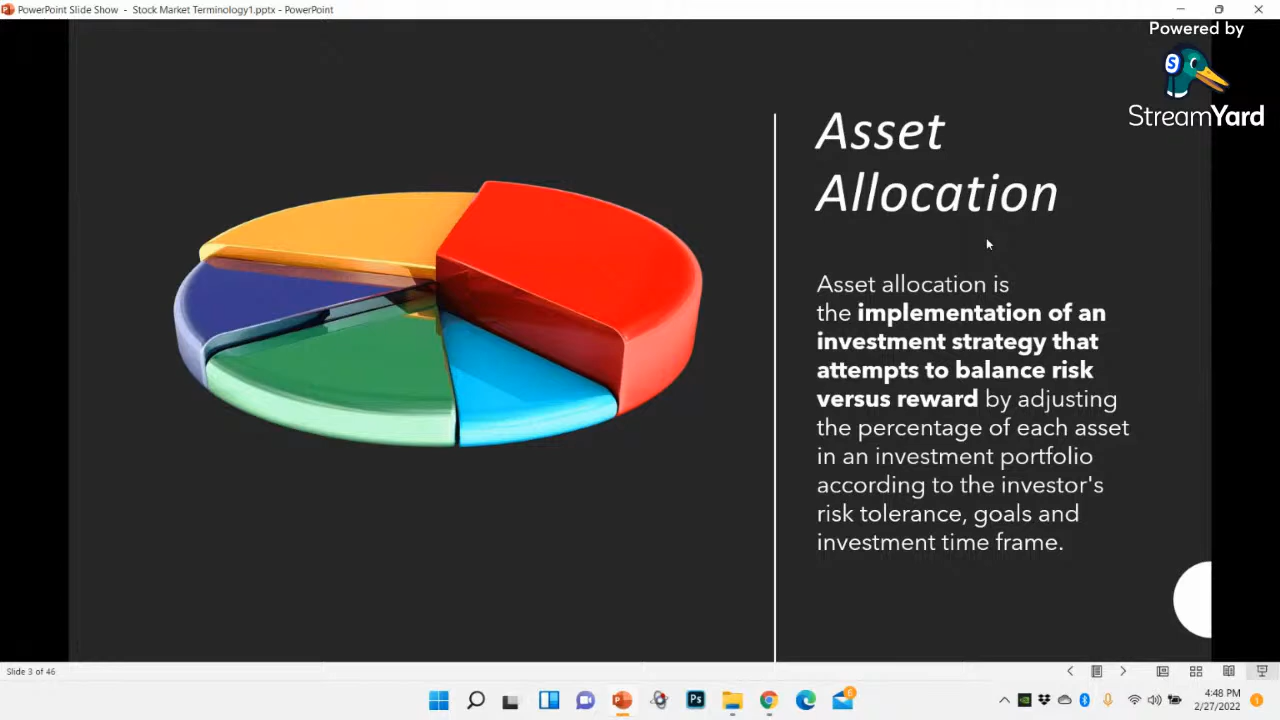 PowerPoint Slide Show - Stock Market Terminology1.pptx - PowerPoint
Powered by
S
StreamYard
Asset
Allocation
Asset allocation is
the implementation of an
investment strategy that
attempts to balance risk
versus reward by adjusting
the percentage of each asset
in an investment portfolio
according to the investor's
risk tolerance, goals and
investment time frame.
Slide 3 of 46
Ps
4:48 PM
2/27/2022